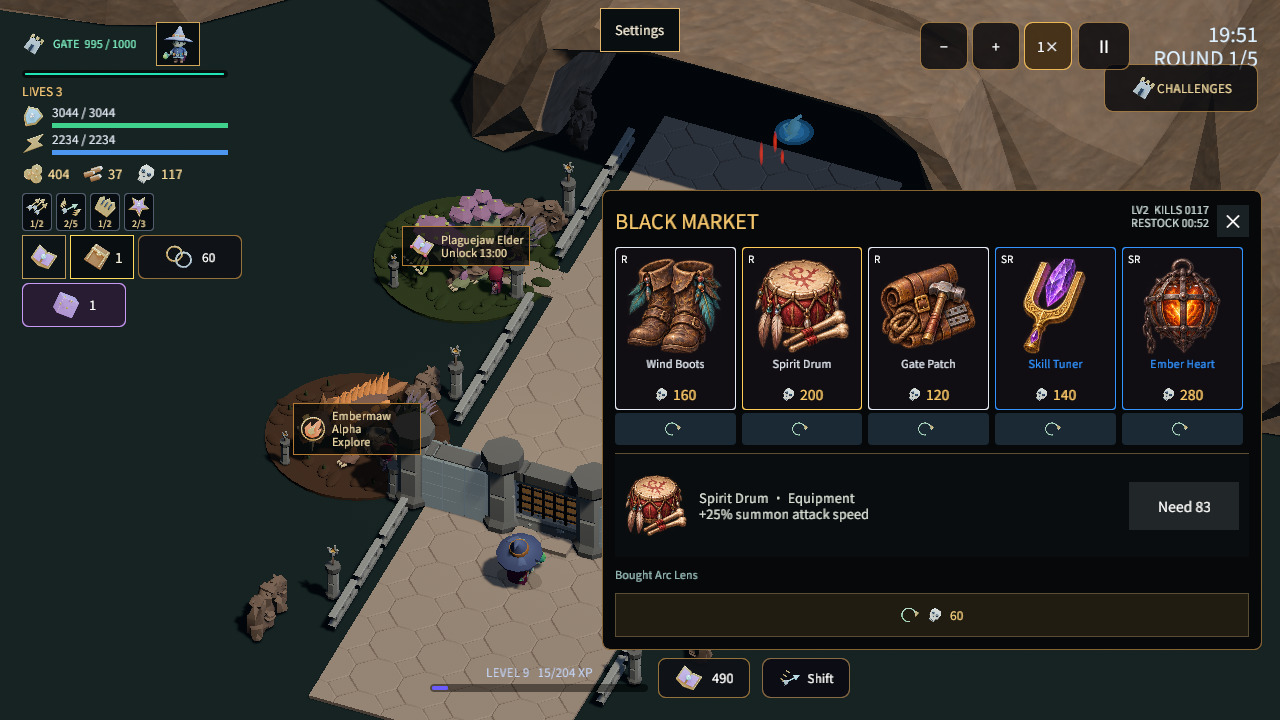 GATE 995 / 1000
Settings
−
+
1×
19:51
ROUND 1/5
CHALLENGES
LIVES 3
3044 / 3044
2234 / 2234
404
37
117
1/2
2/5
1/2
2/3
1
60
1
Plaguejaw Elder
Unlock 13:00
Embermaw
Alpha
Explore
BLACK MARKET
LV2 KILLS 0117
RESTOCK 00:52
R
Wind Boots
160
R
Spirit Drum
200
R
Gate Patch
120
SR
Skill Tuner
140
SR
Ember Heart
280
Spirit Drum • Equipment
+25% summon attack speed
Need 83
Bought Arc Lens
60
LEVEL 9 15/204 XP
490
Shift